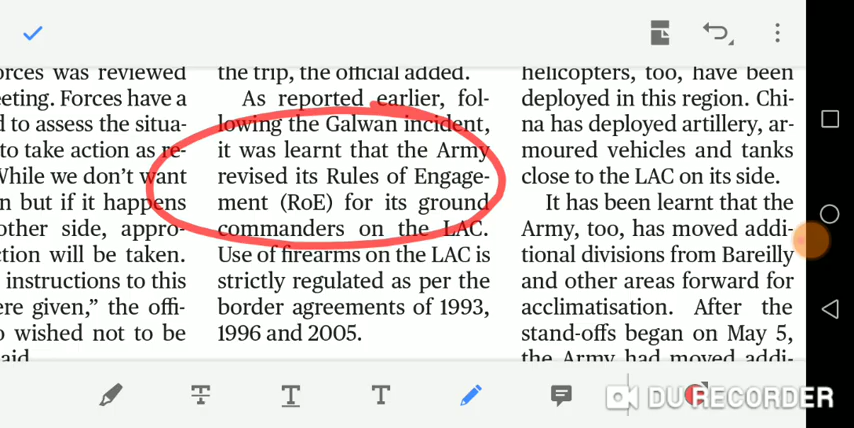 orces was reviewed
eeting. Forces have a
d to assess the situa-
to take action as re-
While we don't want
n but if it happens
other side, appro-
ction will be taken.
instructions to this
ere given," the offi-
o wished not to be
aid.
the trip, the official added.
As reported earlier, fol-
lowing the Galwan incident,
it was learnt that the Army
revised its Rules of Engage-
ment (RoE) for its ground
commanders on the LAC.
Use of firearms on the LAC is
strictly regulated as per the
border agreements of 1993,
1996 and 2005.
helicopters, too, have been
deployed in this region. Chi-
na has deployed artillery, ar-
moured vehicles and tanks
close to the LAC on its side.
It has been learnt that the
Army, too, has moved addi-
tional divisions from Bareilly
and other areas forward for
acclimatisation. After the
stand-offs began on May 5,
the Army had moved addi-
T
T
T
DU RECORDER